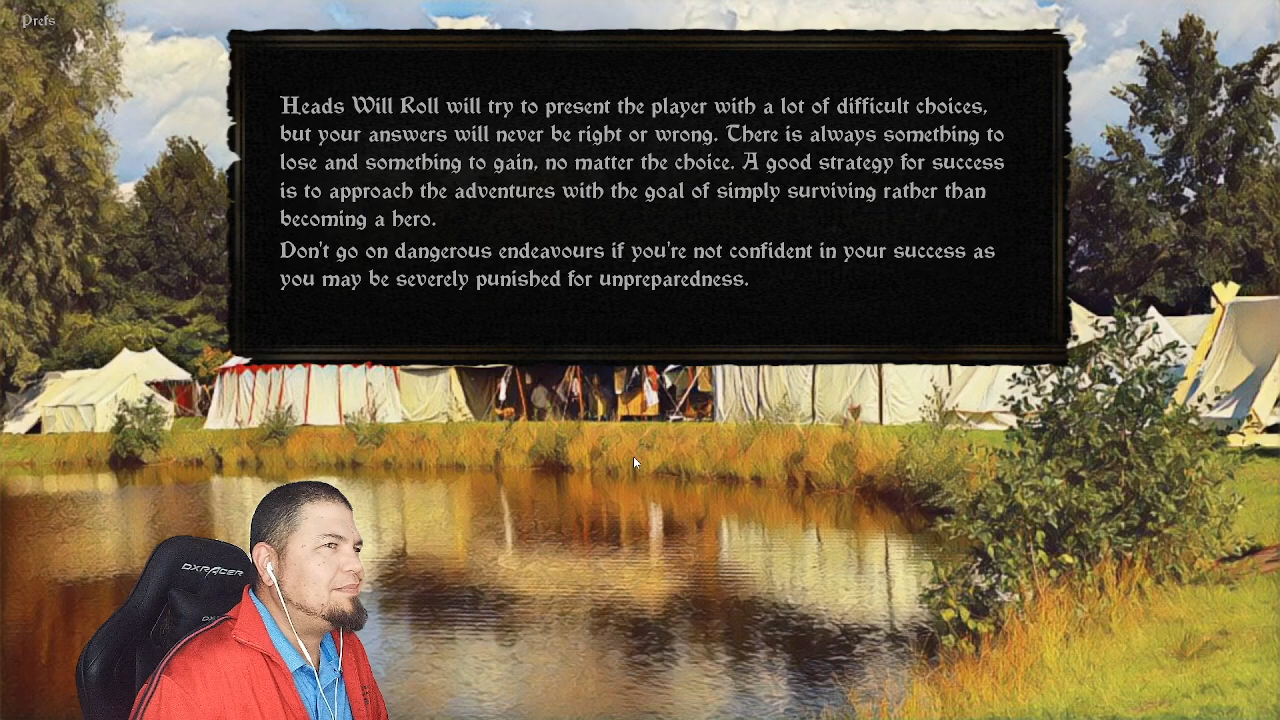 Prefs
Heads Will Roll will try to present the player with a lot of difficult choices,
but your answers will never be right or wrong. There is always something to
lose and something to gain, no matter the choice. A good strategy for success
is to approach the adventures with the goal of simply surviving rather than
becoming a hero.
Don't go on dangerous endeavours if you're not confident in your success as
you may be severely punished for unpreparedness.
DXRACER